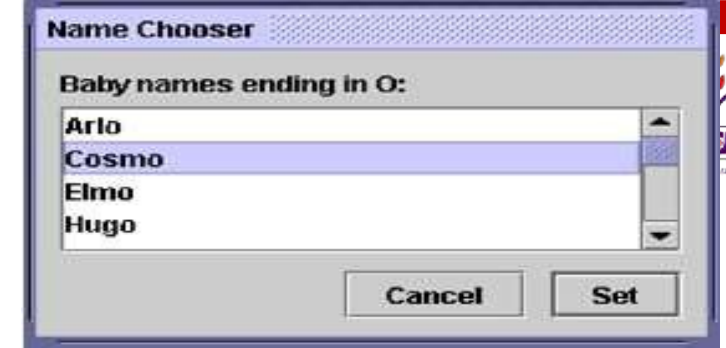 Name Chooser
Baby names ending in O:
Arlo
Cosmo
Elmo
Hugo
Cancel Set